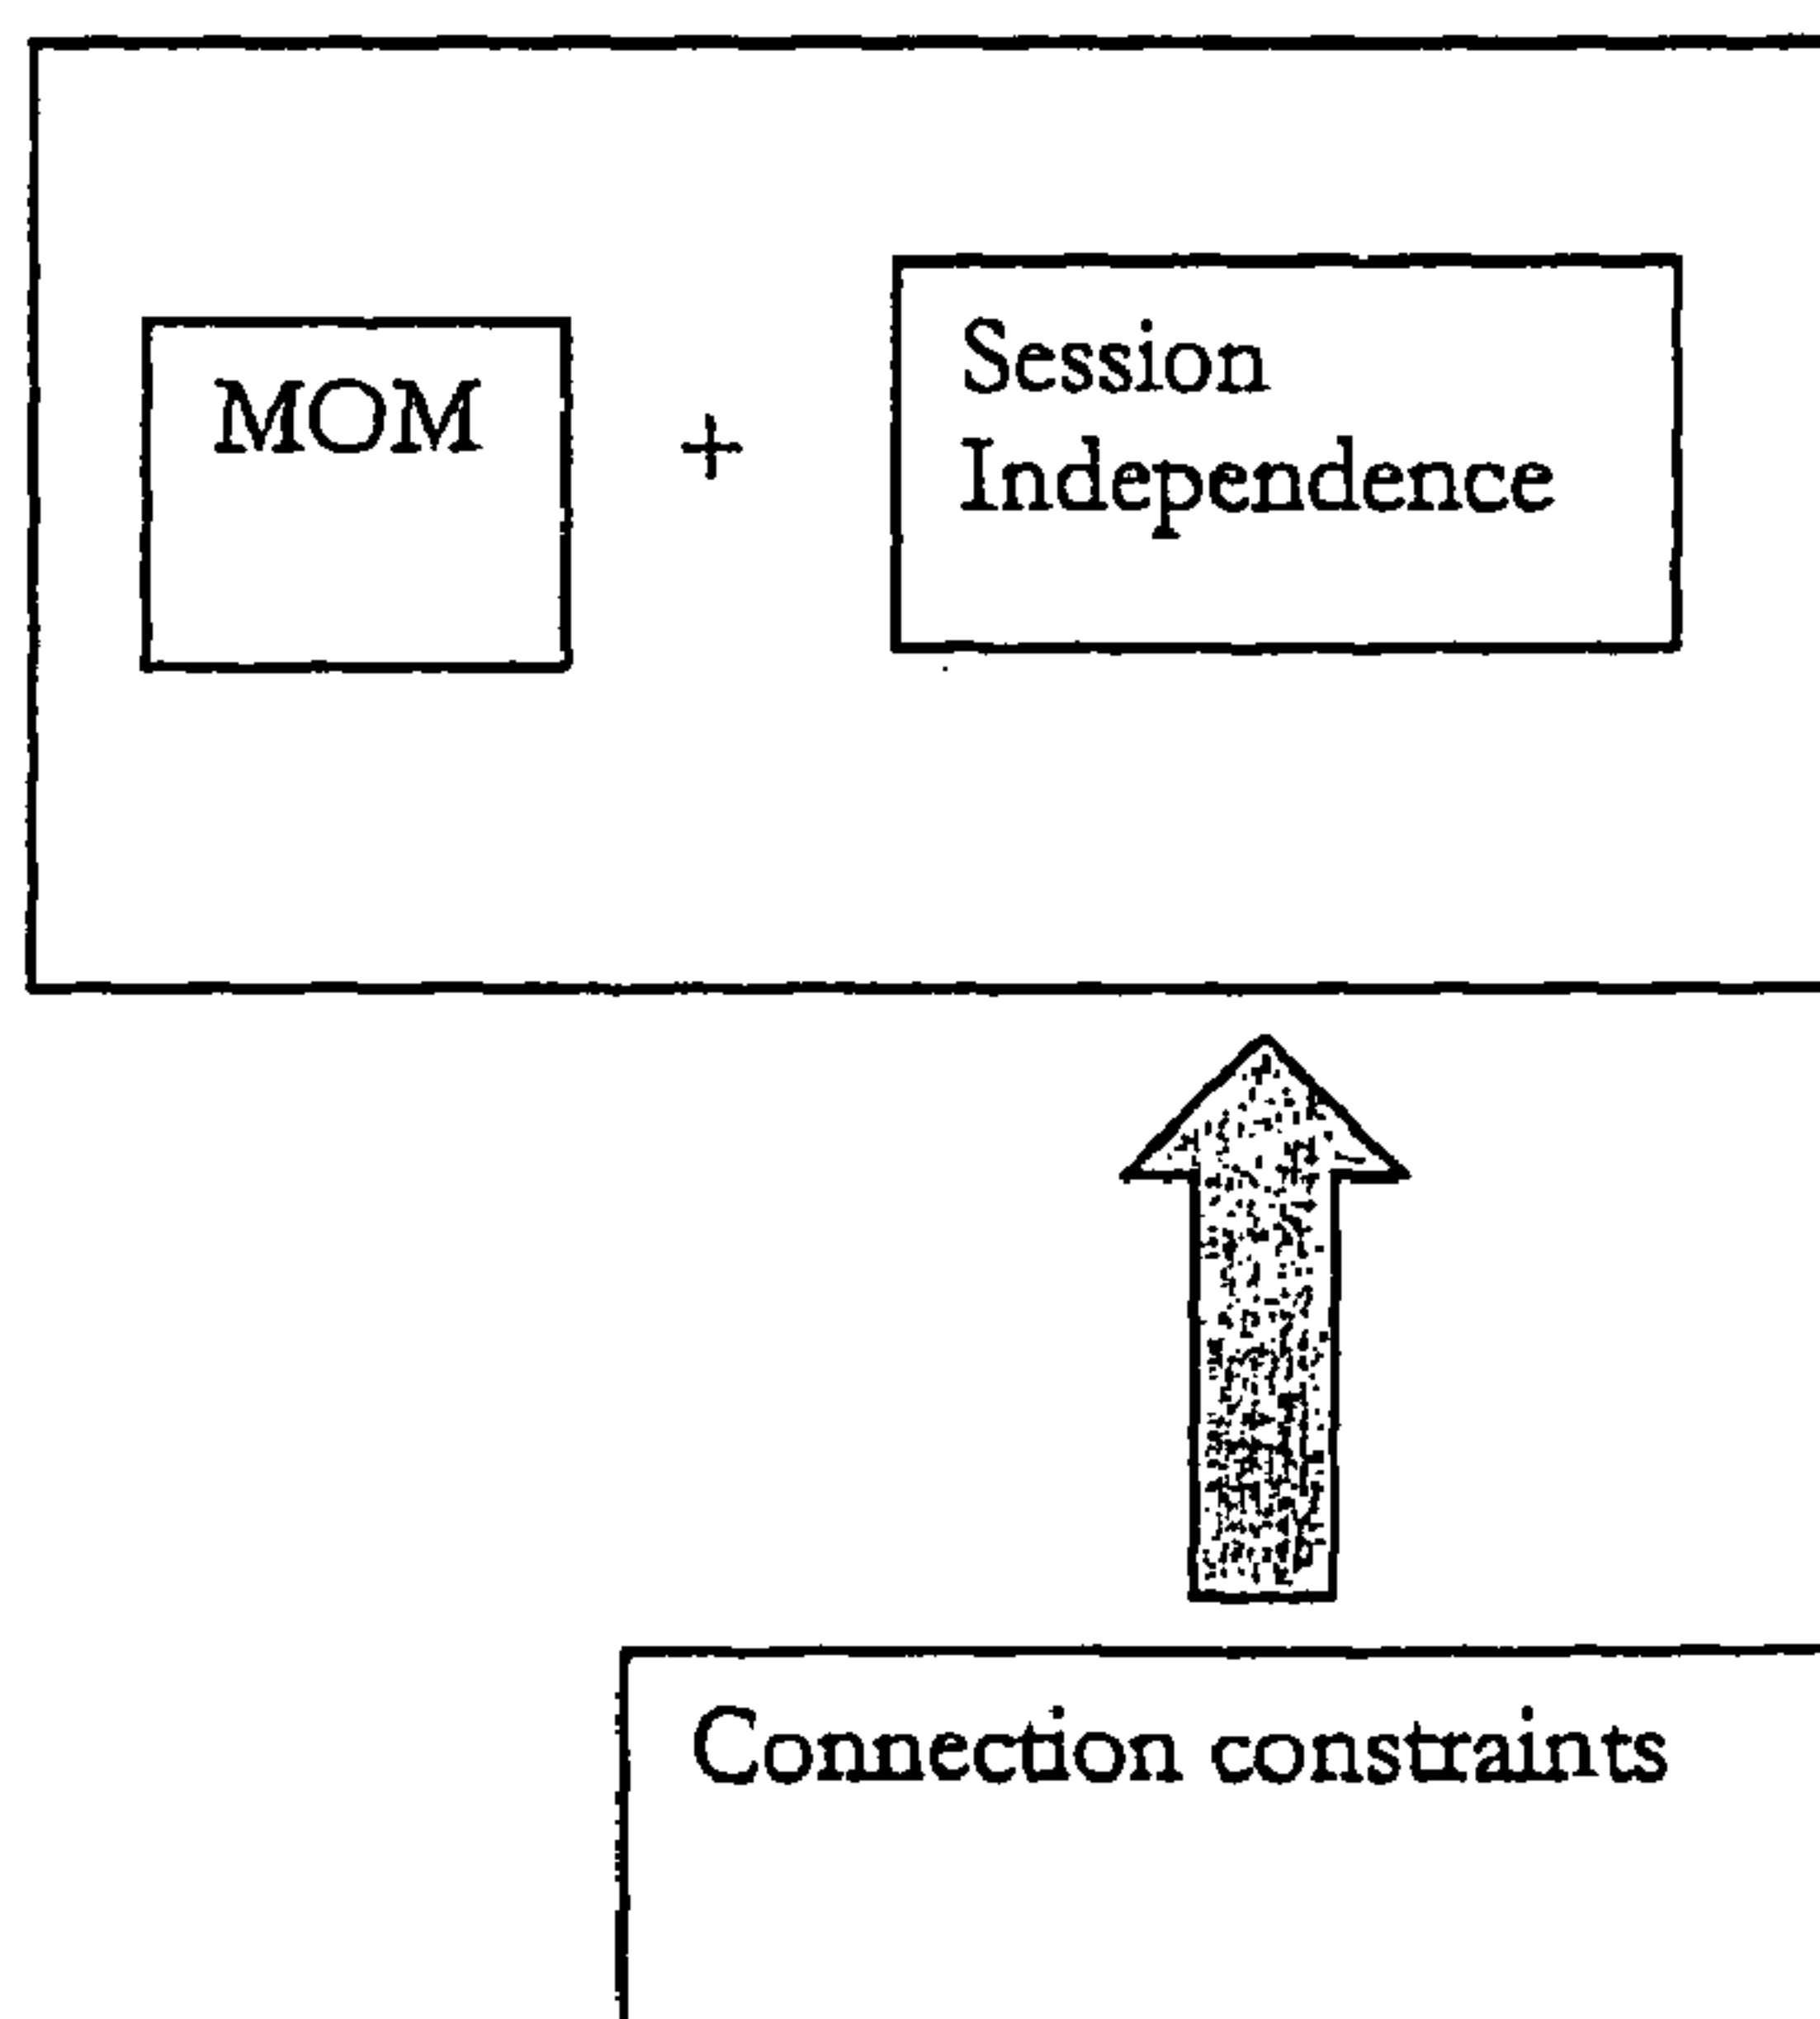 MOM
+
Session
Independence
Connection constraints